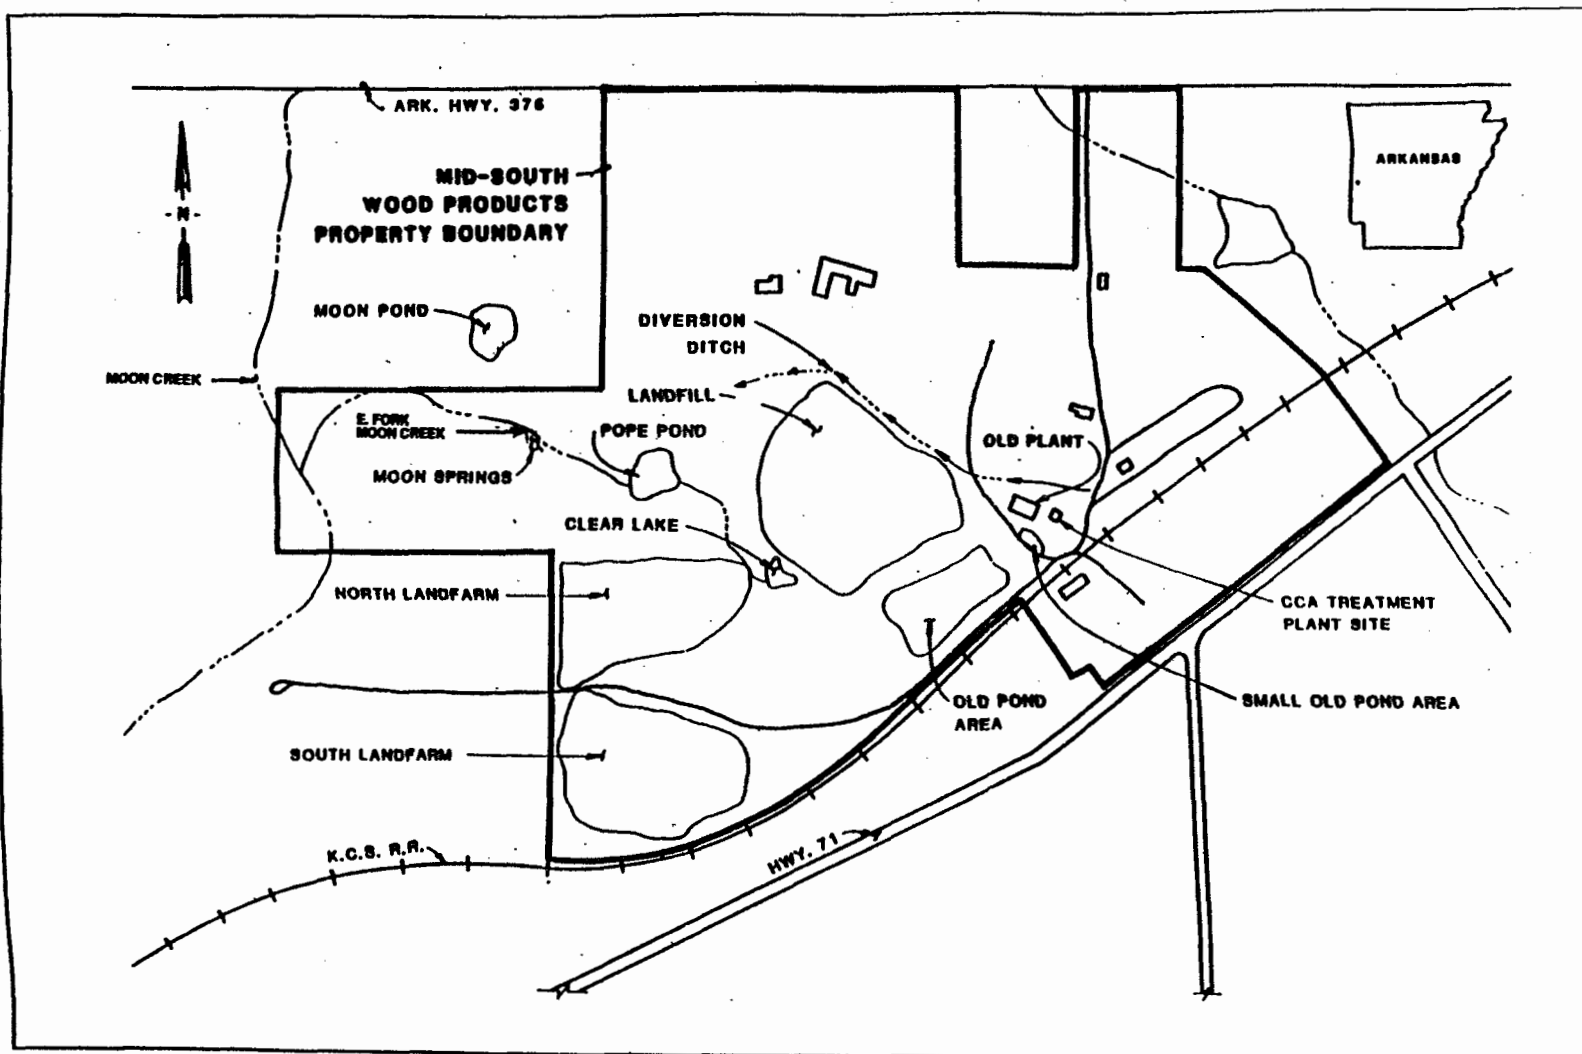 ARK. HWY. 376
MID-SOUTH
WOOD PRODUCTS
PROPERTY BOUNDARY
ARKANSAS
-N-
MOON POND
DIVERSION
DITCH
MOON CREEK
LANDFILL
E. FORK
MOON CREEK
POPE POND
OLD PLANT
MOON SPRINGS
CLEAR LAKE
NORTH LANDFARM
CCA TREATMENT
PLANT SITE
OLD POND
AREA
SMALL OLD POND AREA
SOUTH LANDFARM
K.C.S. R.R.
HWY. 71